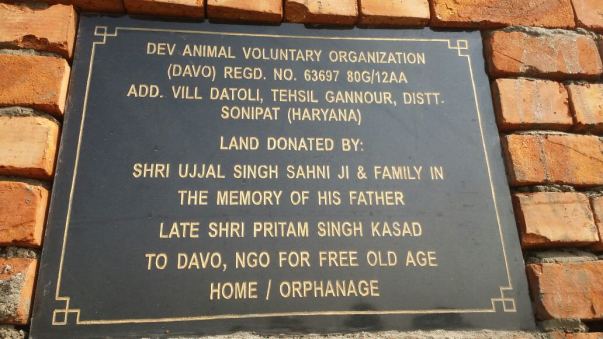 DEV ANIMAL VOLUNTARY ORGANIZATION
(DAVO) REGD. NO. 63697 80G/12AA
ADD. VILL DATOLI, TEHSIL GANNOUR, DISTT.
SONIPAT (HARYANA)
LAND DONATED BY:
SHRI UJJAL SINGH SAHNI JI & FAMILY IN
THE MEMORY OF HIS FATHER
LATE SHRI PRITAM SINGH KASAD
TO DAVO, NGO FOR FREE OLD AGE
HOME / ORPHANAGE